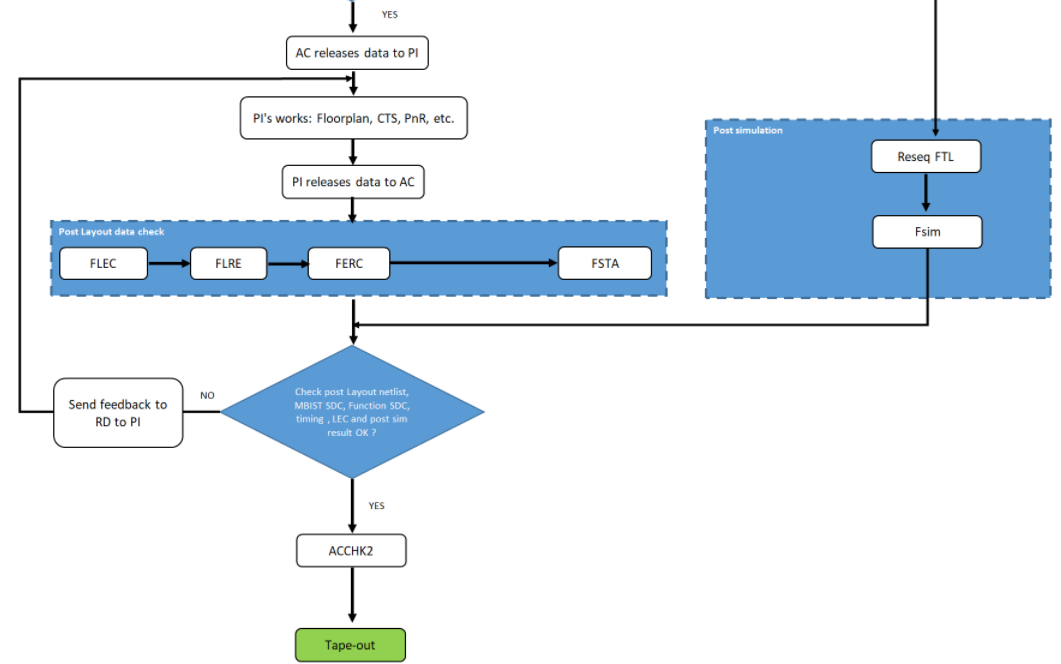 YES
AC releases data to PI
PI's works: Floorplan, CTS, PnR, etc.
PI releases data to AC
Post Layout data check
FLEC
FLRE
FERC
FSTA
Post simulation
Reseq FTL
Fsim
Check post Layout netlist,
MBIST SDC, Function SDC,
timing , LEC and post sim
result OK ?
NO
Send feedback to
RD to PI
YES
ACCHK2
Tape-out